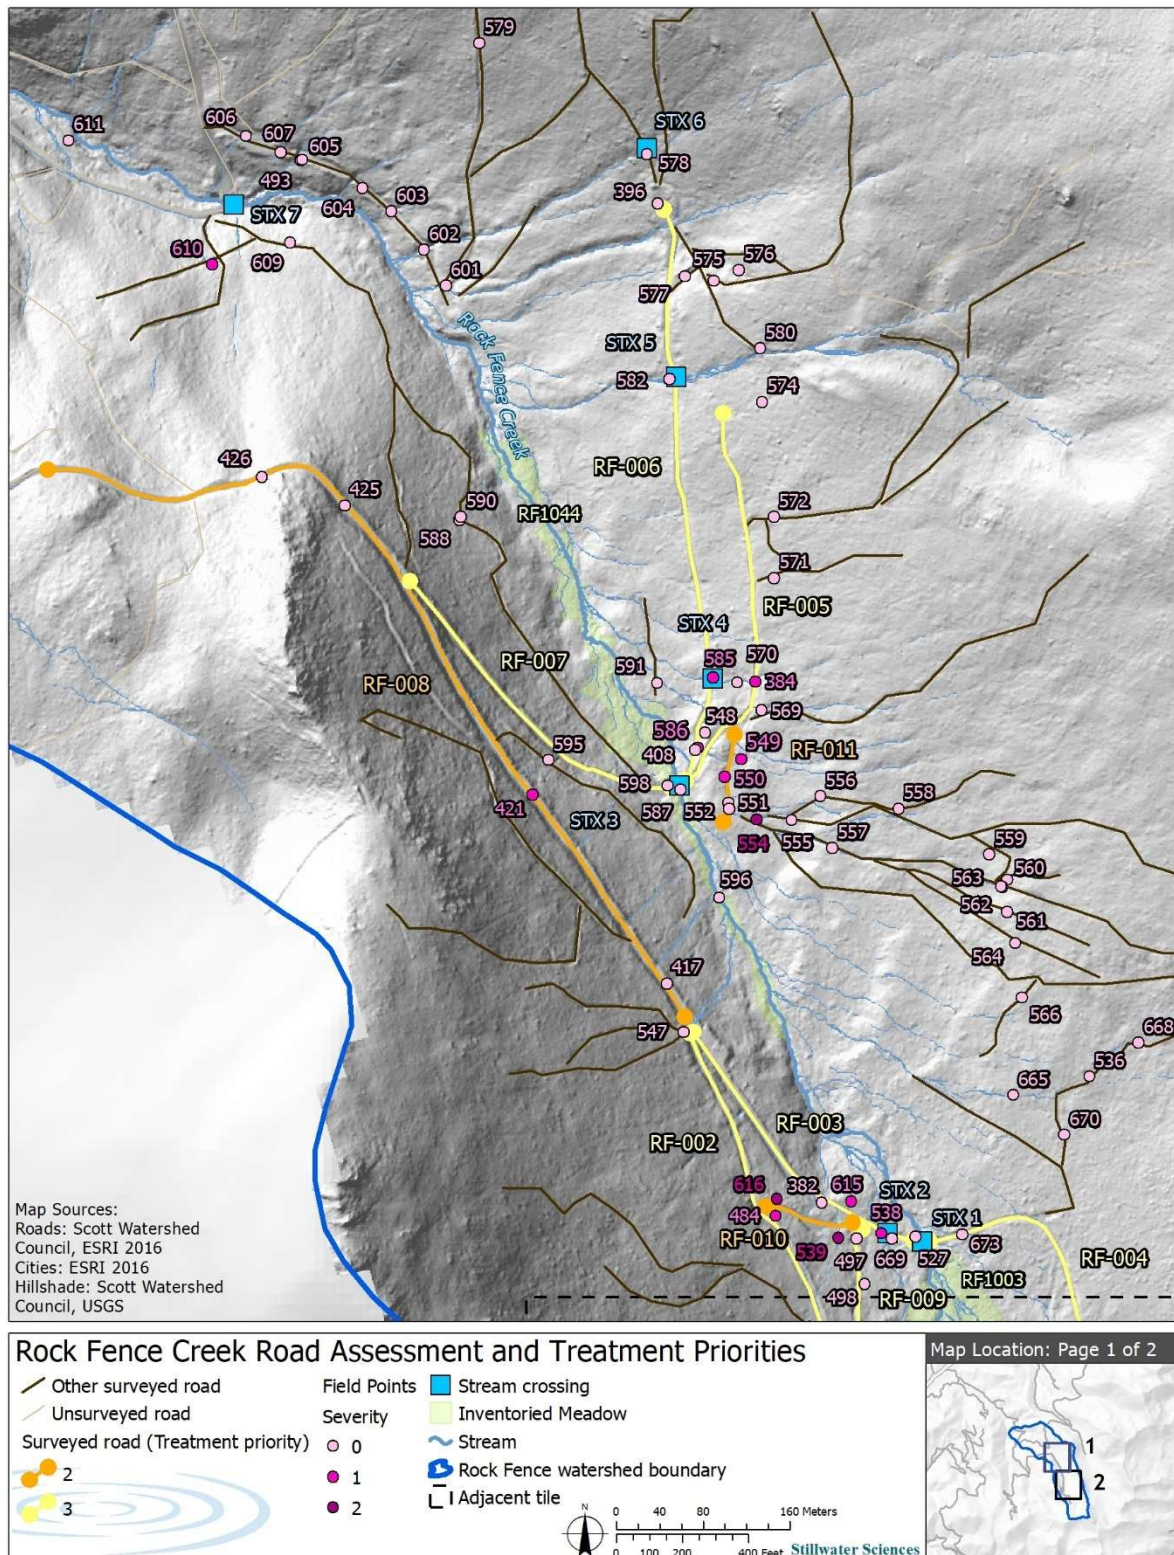 579
606
STX 6
611
607
605
578
493
603
396
604
STX 7
602
610
575
576
609
601
577
Rock Fence Creek
STX 5
580
582
574
426
RF-006
425
590
572
RF1044
588
571
RF-005
STX 4
570
RF-007
591
585
384
RF-008
569
548
586
549
408
RF-011
595
550
598
551
556
558
421
587
552
STX 3
557
554
555
559
560
563
596
562
561
564
417
566
668
547
536
665
670
RF-003
RF-002
616
382
615
STX 2
484
538
STX 1
RF-010
539
497
669
527
673
RF-004
RF1003
498
RF-009
Map Sources:
Roads: Scott Watershed
Council, ESRI 2016
Cities: ESRI 2016
Hillshade: Scott Watershed
Council, USGS
Rock Fence Creek Road Assessment and Treatment Priorities
Other surveyed road
Unsurveyed road
Surveyed road (Treatment priority)
2
3
Field Points
Severity
0
1
2
Stream crossing
Inventoried Meadow
Stream
Rock Fence watershed boundary
Adjacent tile
N
0 40 80 160 Meters
0 100 200 400 Feet
Stillwater Sciences
Map Location: Page 1 of 2
1
2